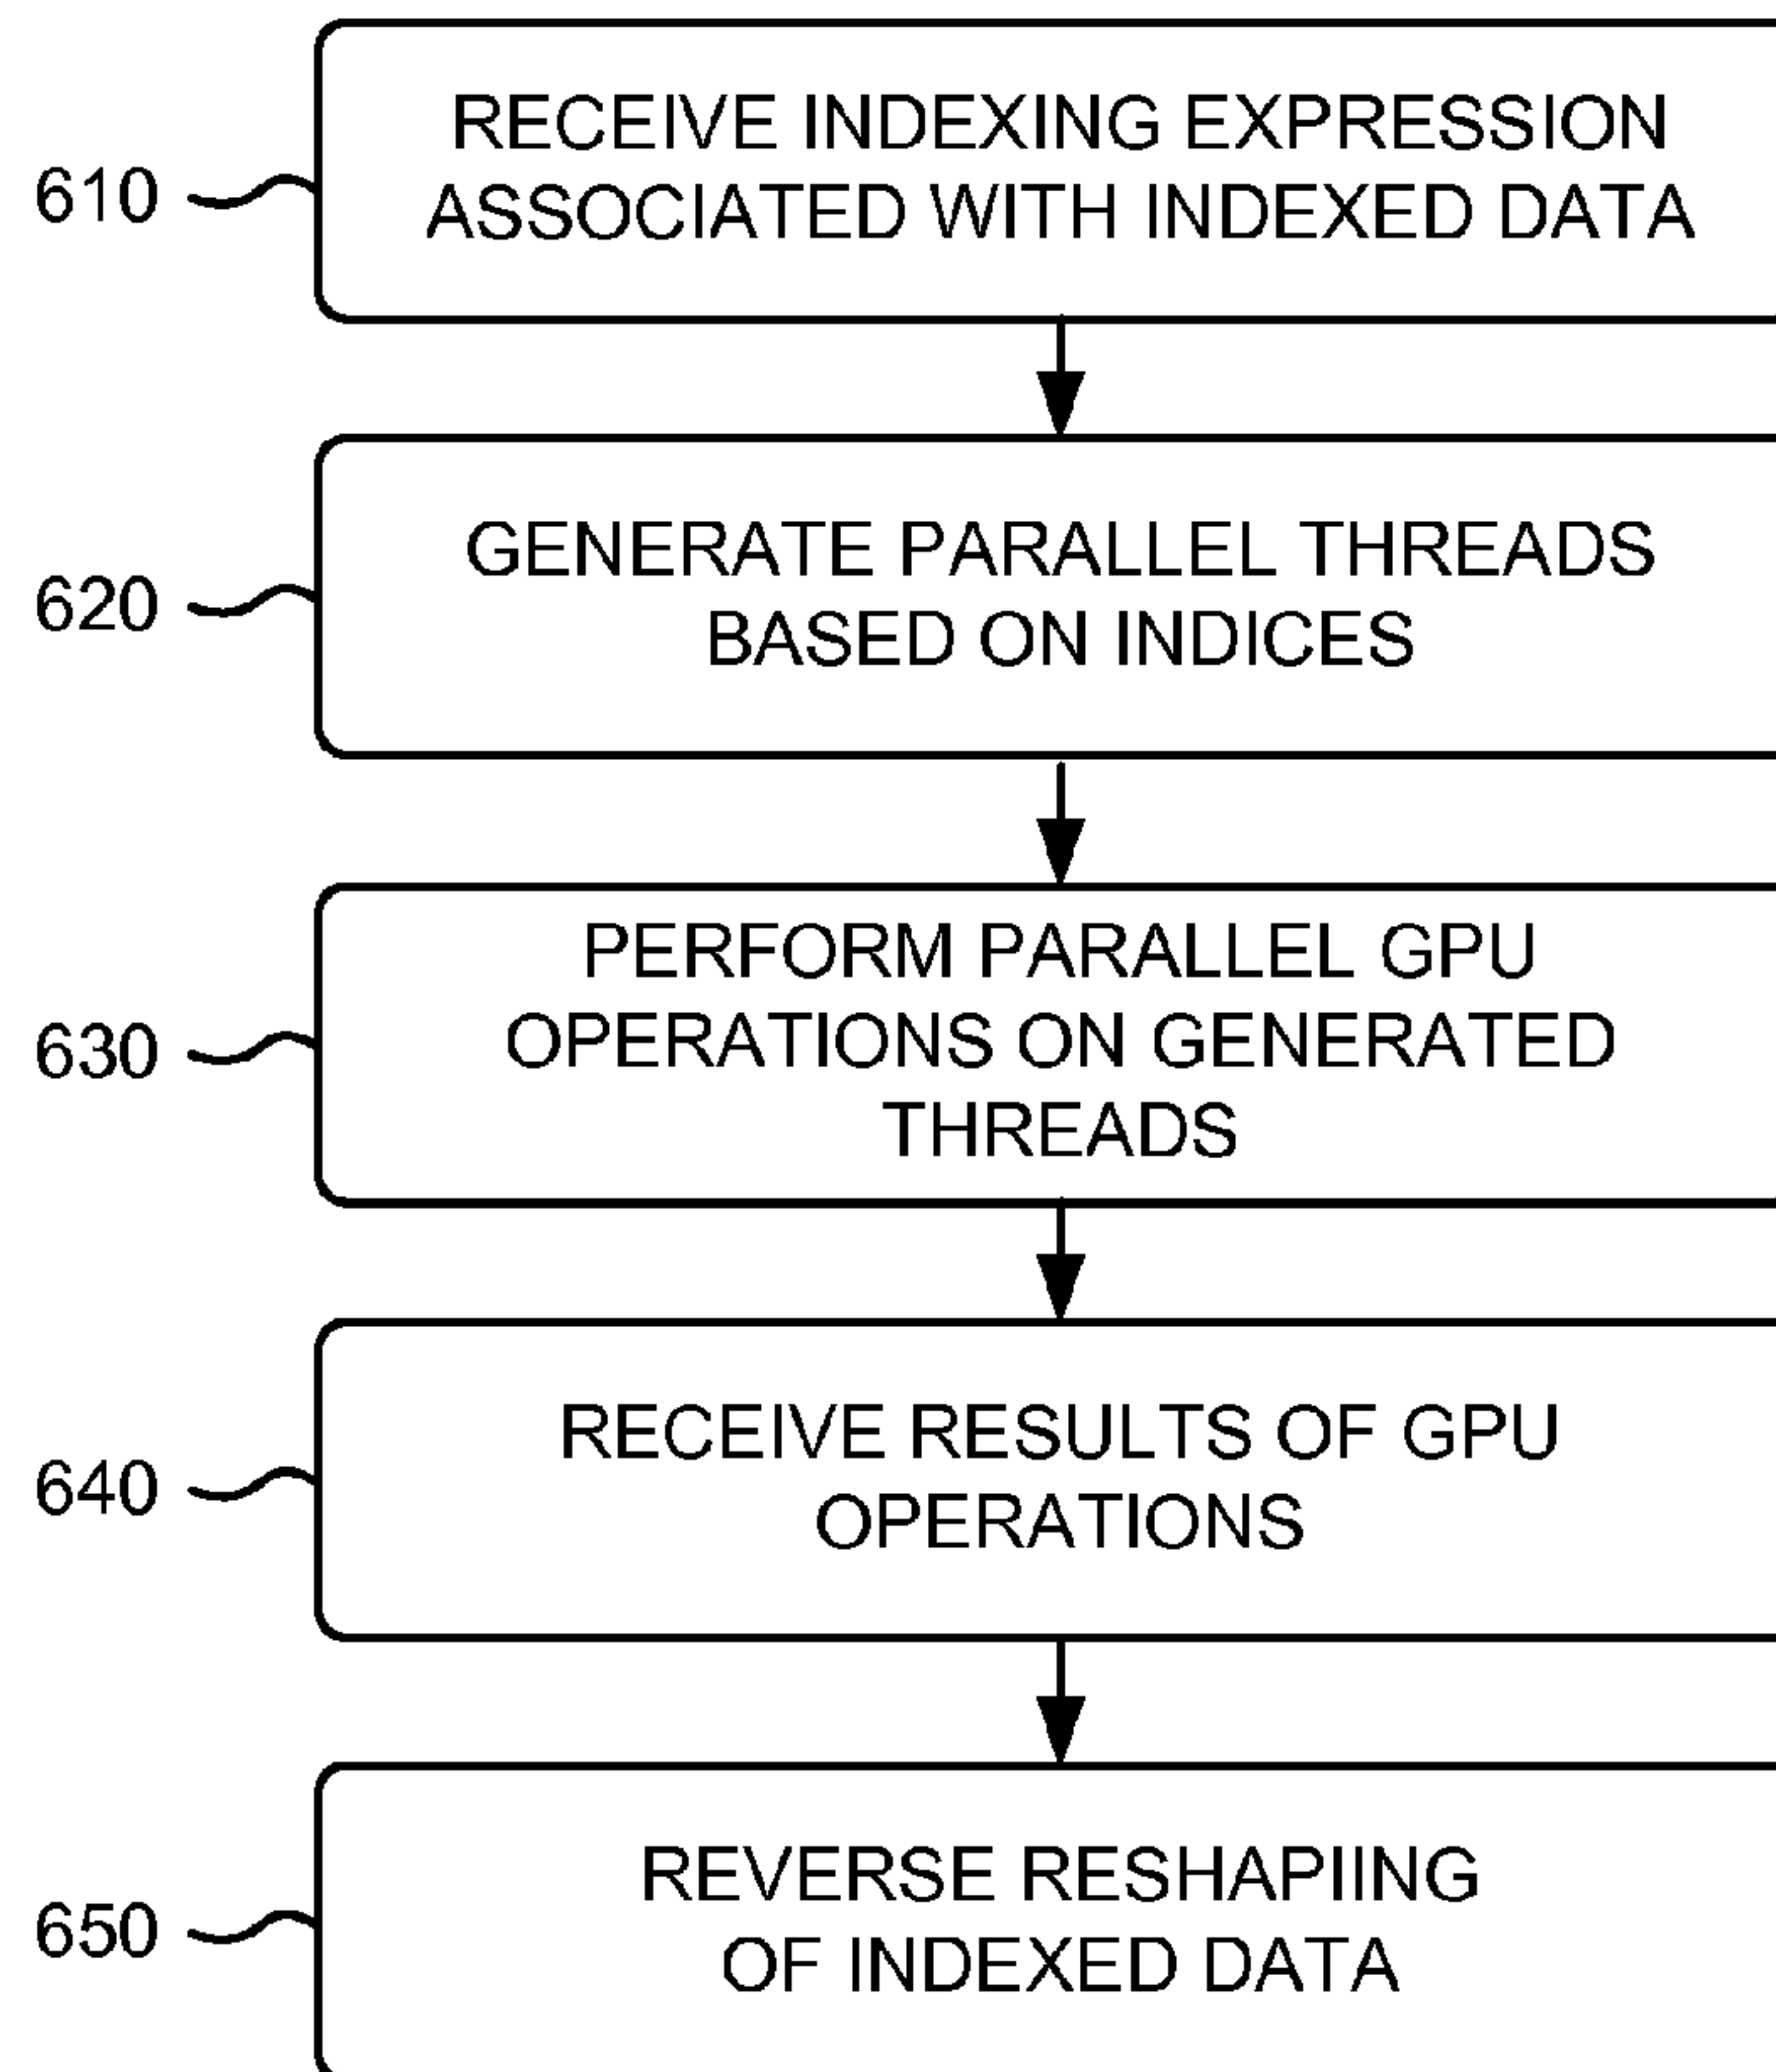 RECEIVE INDEXING EXPRESSION
610
ASSOCIATED WITH INDEXED DATA
GENERATE PARALLEL THREADS
620
BASED ON INDICES
PERFORM PARALLEL GPU
630
OPERATIONS ON GENERATED
THREADS
RECEIVE RESULTS OF GPU
640
OPERATIONS
REVERSE RESHAPIING
650
OF INDEXED DATA